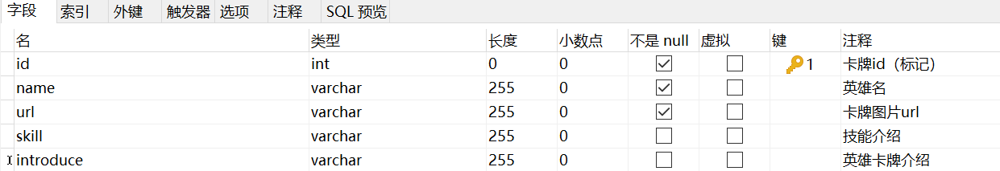 字段 索引 外键 触发器 选项 注释 SQL 预览
名 类型 长度 小数点 不是 null 虚拟 键 注释
id int 0 0 1 卡牌id（标记）
name varchar 255 0 英雄名
url varchar 255 0 卡牌图片url
skill varchar 255 0 技能介绍
introduce varchar 255 0 英雄卡牌介绍